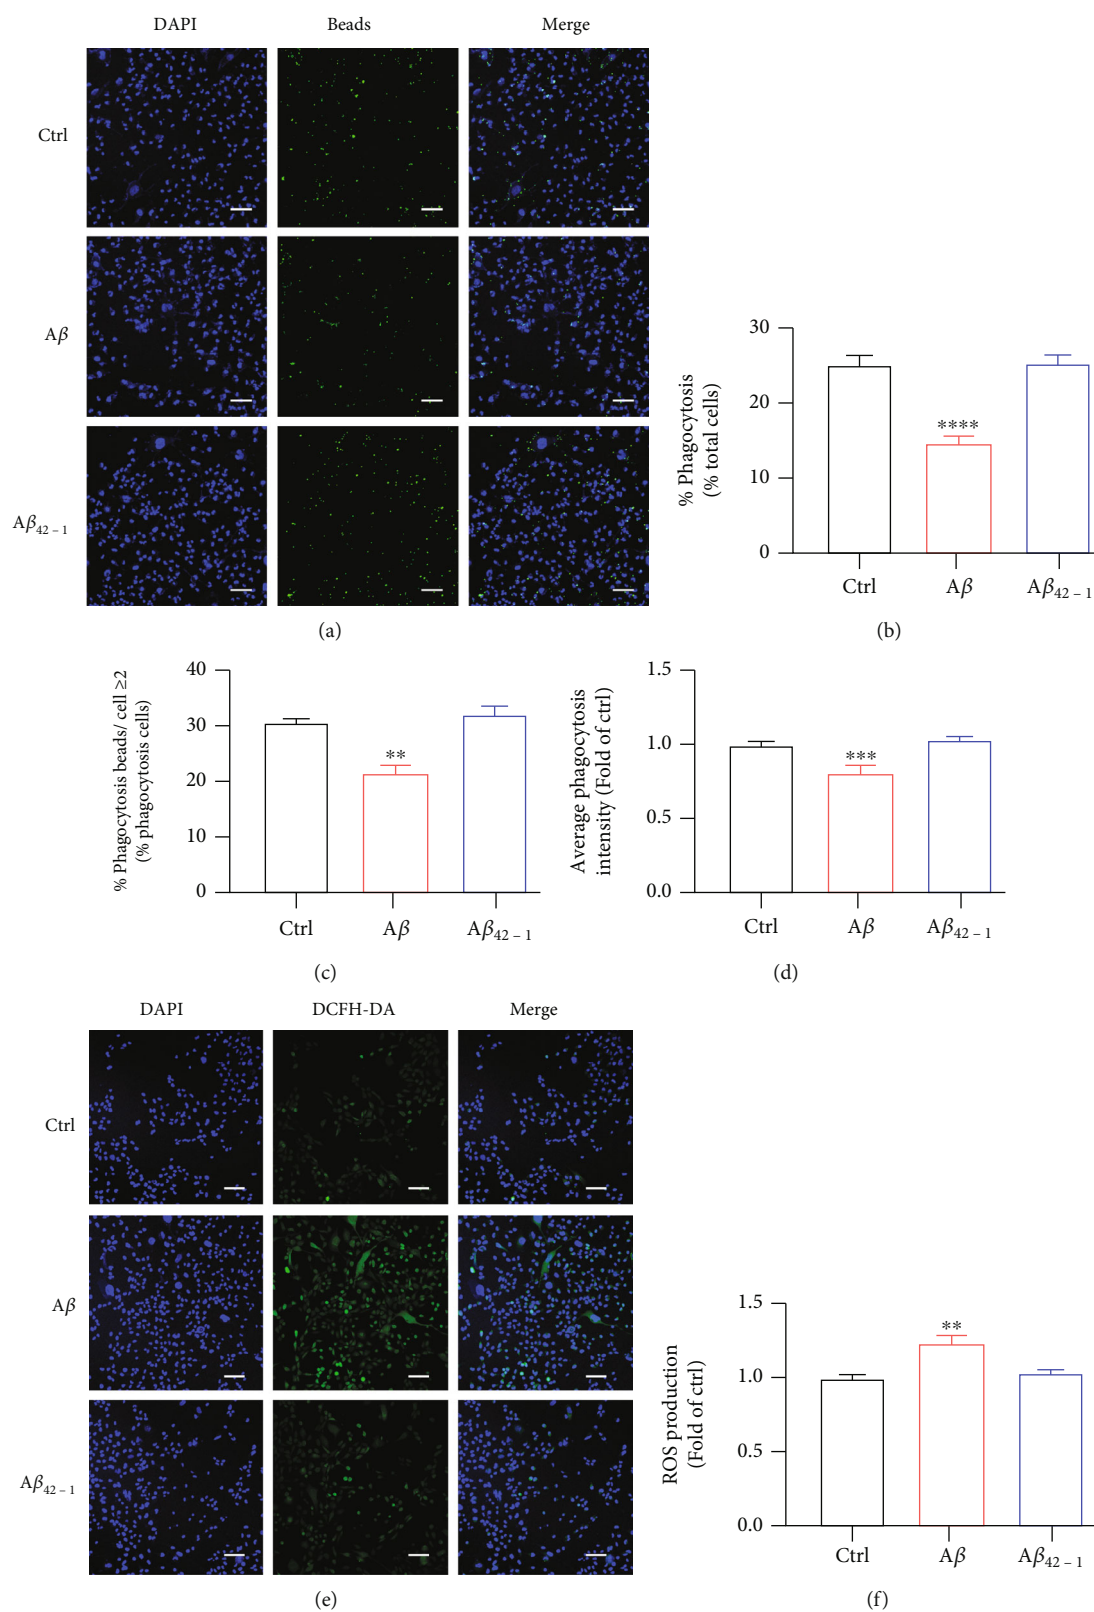 DAPI Beads Merge
Ctrl
Aβ
Aβ42 – 1
(a)
% Phagocytosis
(% total cells)
30
20
10
0
****
Ctrl Aβ Aβ42 – 1
(b)
% Phagocytosis beads/ cell ≥2
(% phagocytosis cells)
40
30
20
10
0
**
Ctrl Aβ Aβ42 – 1
(c)
Average phagocytosis
intensity (Fold of ctrl)
1.5
1.0
0.5
0.0
***
Ctrl Aβ Aβ42 – 1
(d)
DAPI DCFH-DA Merge
Ctrl
Aβ
Aβ42 – 1
(e)
ROS production
(Fold of ctrl)
1.5
1.0
0.5
0.0
**
Ctrl Aβ Aβ42 – 1
(f)